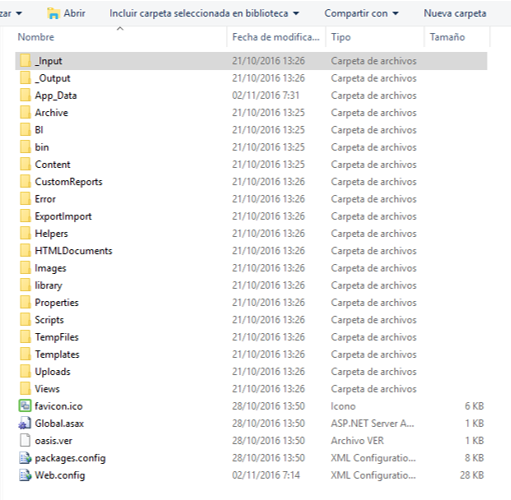 zar ▾ Abrir Incluir carpeta seleccionada en biblioteca ▾ Compartir con ▾ Nueva carpeta
Nombre Fecha de modifica... Tipo Tamaño
_Input 21/10/2016 13:26 Carpeta de archivos
_Output 21/10/2016 13:26 Carpeta de archivos
App_Data 02/11/2016 7:31 Carpeta de archivos
Archive 21/10/2016 13:25 Carpeta de archivos
BI 21/10/2016 13:26 Carpeta de archivos
bin 21/10/2016 13:25 Carpeta de archivos
Content 21/10/2016 13:25 Carpeta de archivos
CustomReports 21/10/2016 13:26 Carpeta de archivos
Error 21/10/2016 13:26 Carpeta de archivos
ExportImport 21/10/2016 13:26 Carpeta de archivos
Helpers 21/10/2016 13:26 Carpeta de archivos
HTMLDocuments 21/10/2016 13:26 Carpeta de archivos
Images 21/10/2016 13:26 Carpeta de archivos
library 21/10/2016 13:26 Carpeta de archivos
Properties 21/10/2016 13:26 Carpeta de archivos
Scripts 21/10/2016 13:26 Carpeta de archivos
TempFiles 21/10/2016 13:26 Carpeta de archivos
Templates 21/10/2016 13:26 Carpeta de archivos
Uploads 21/10/2016 13:26 Carpeta de archivos
Views 21/10/2016 13:26 Carpeta de archivos
favicon.ico 28/10/2016 13:50 Icono 6 KB
Global.asax 28/10/2016 13:50 ASP.NET Server A... 1 KB
oasis.ver 28/10/2016 13:50 Archivo VER 1 KB
packages.config 28/10/2016 13:50 XML Configuratio... 8 KB
Web.config 02/11/2016 7:14 XML Configuratio... 28 KB